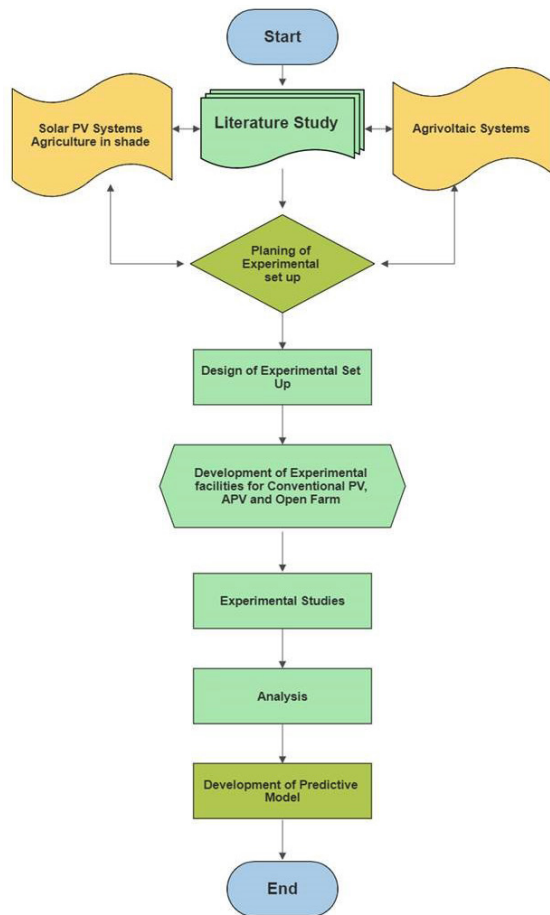 Start
Solar PV Systems
Agriculture in shade
Literature Study
Agrivoltaic Systems
Planing of
Experimental
set up
Design of Experimental Set
Up
Development of Experimental
facilities for Conventional PV,
APV and Open Farm
Experimental Studies
Analysis
Development of Predictive
Model
End